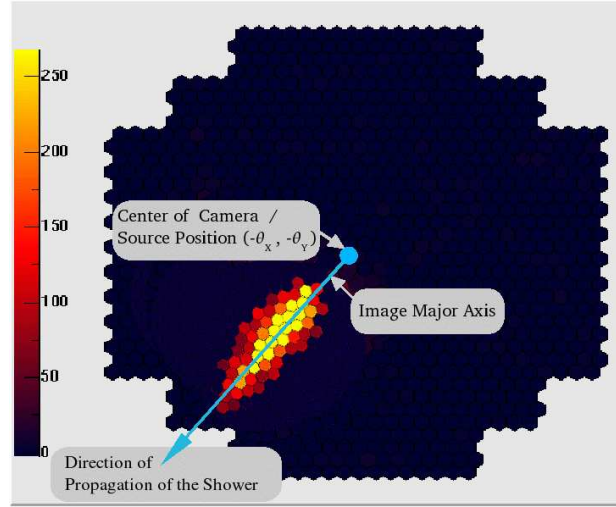 250
200
150
100
50
0
Center of Camera /
Source Position (-θX , -θY)
Image Major Axis
Direction of
Propagation of the Shower